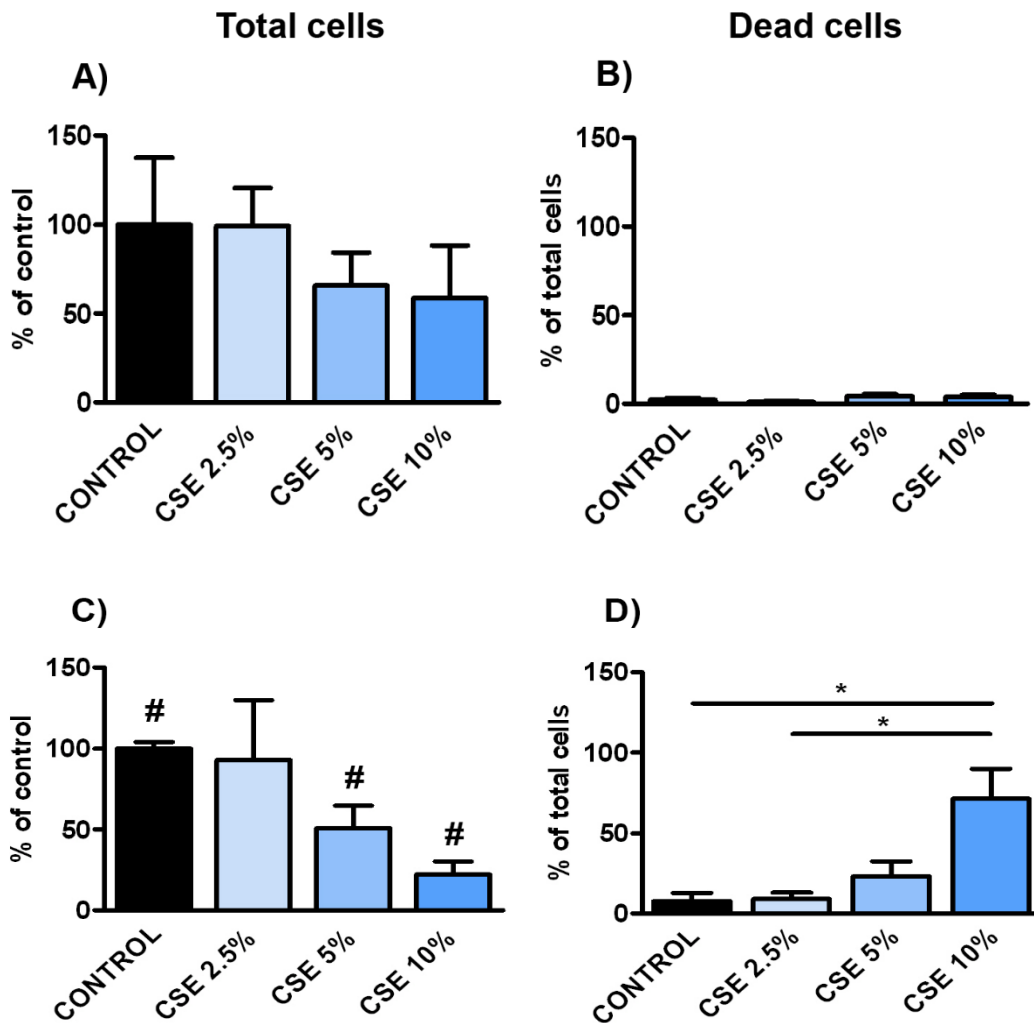 Total cells
Dead cells
A)
% of control
150
100
50
0
CONTROL
CSE 2.5%
CSE 5%
CSE 10%
B)
% of total cells
150
100
50
0
CONTROL
CSE 2.5%
CSE 5%
CSE 10%
C)
% of control
150
100
50
0
#
#
#
CONTROL
CSE 2.5%
CSE 5%
CSE 10%
D)
% of total cells
150
100
50
0
*
*
CONTROL
CSE 2.5%
CSE 5%
CSE 10%